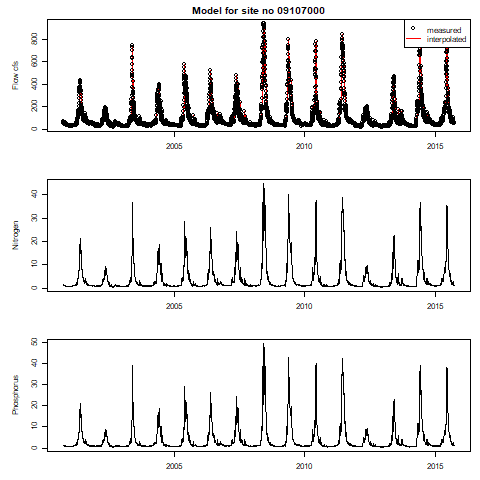 Model for site no 09107000
measured
interpolated
Flow cfs
0 200 400 600 800
2005 2010 2015
Nitrogen
0 10 20 30 40
2005 2010 2015
Phosphorus
0 10 20 30 40 50
2005 2010 2015